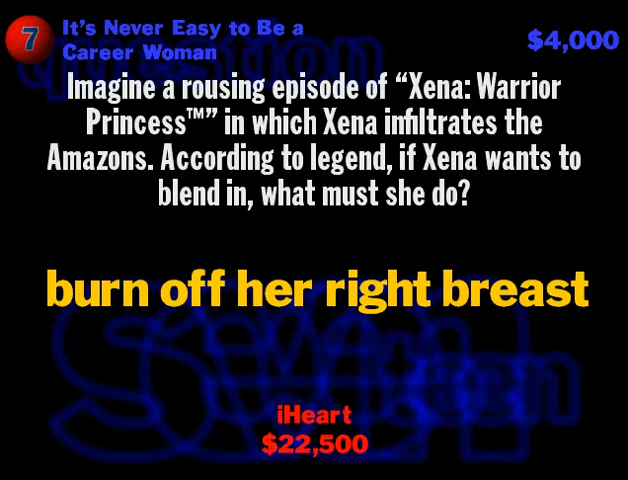 7
It's Never Easy to Be a
Career Woman
$4,000
Imagine a rousing episode of “Xena: Warrior
Princess™” in which Xena infiltrates the
Amazons. According to legend, if Xena wants to
blend in, what must she do?
burn off her right breast
iHeart
$22,500